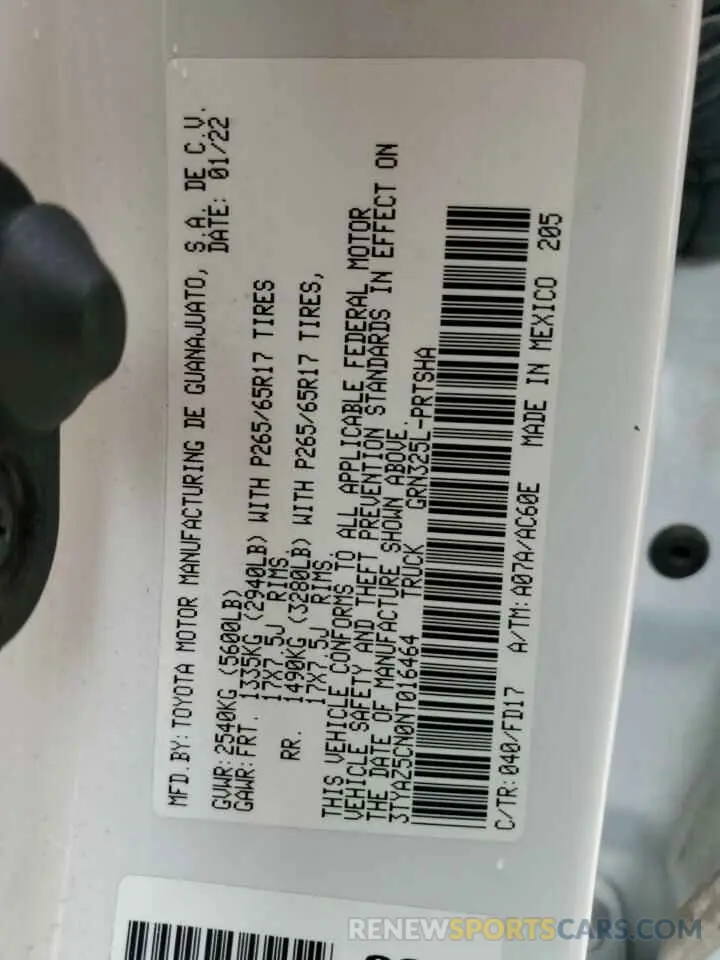 MFD.BY:TOYOTA MOTOR MANUFACTURING DE GUANAJUATO, S.A. DE C.V.
DATE: 01/22
GVWR:2540KG (5600LB)
GAWR:FRT. 1335KG (2940LB) WITH P265/65R17 TIRES
17X7.5J RIMS.
RR. 1490KG (3280LB) WITH P265/65R17 TIRES,
17X7.5J RIMS.
THIS VEHICLE CONFORMS TO ALL APPLICABLE FEDERAL MOTOR
VEHICLE SAFETY AND THEFT PREVENTION STANDARDS IN EFFECT ON
THE DATE OF MANUFACTURE SHOWN ABOVE.
3TYAZ5CN0NT016464 TRUCK GRN325L-PRTSHA
C/TR:040/FD17 A/TM:A07A/AC60E MADE IN MEXICO 205
RENEWSPORTSCARS.COM